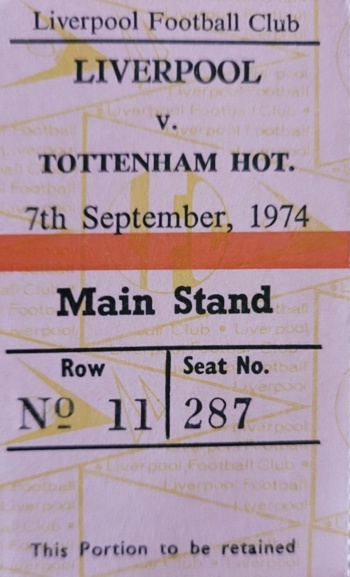 Liverpool Football Club
LIVERPOOL
v.
TOTTENHAM HOT.
7th September, 1974
Main Stand
Row Seat No.
Nº 11 287
This Portion to be retained